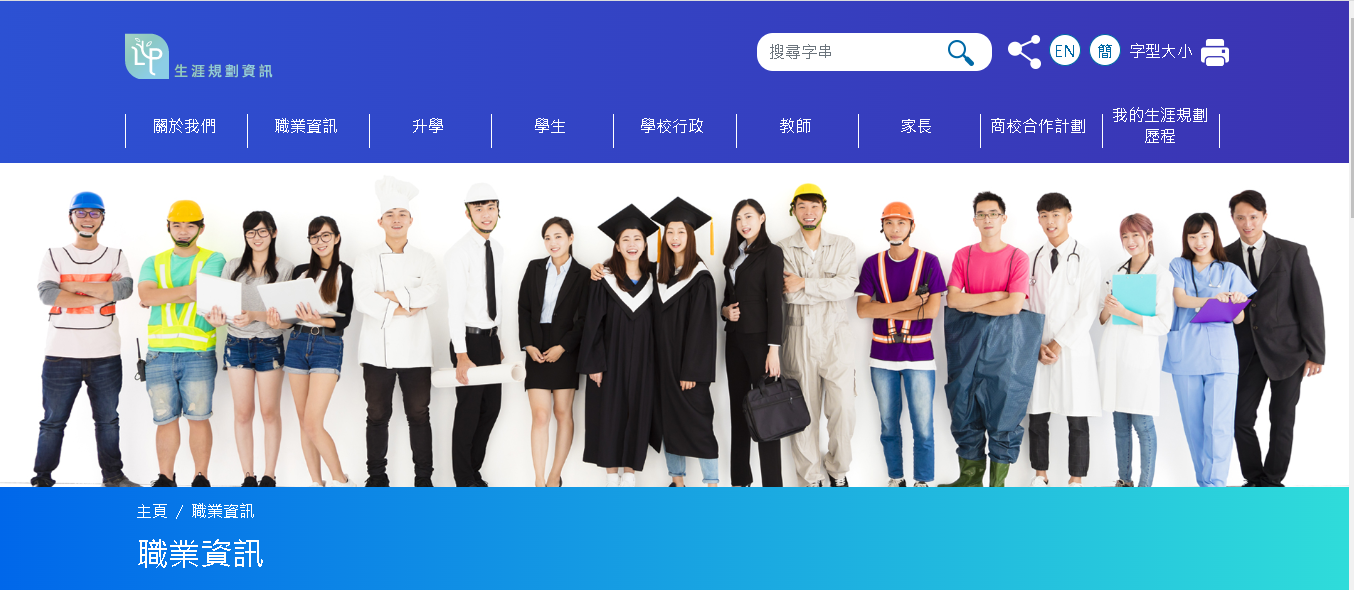 LP 生涯規劃資訊
搜尋字串
EN
簡
字型大小
關於我們
職業資訊
升學
學生
學校行政
教師
家長
商校合作計劃
我的生涯規劃
歷程
主頁 / 職業資訊
職業資訊